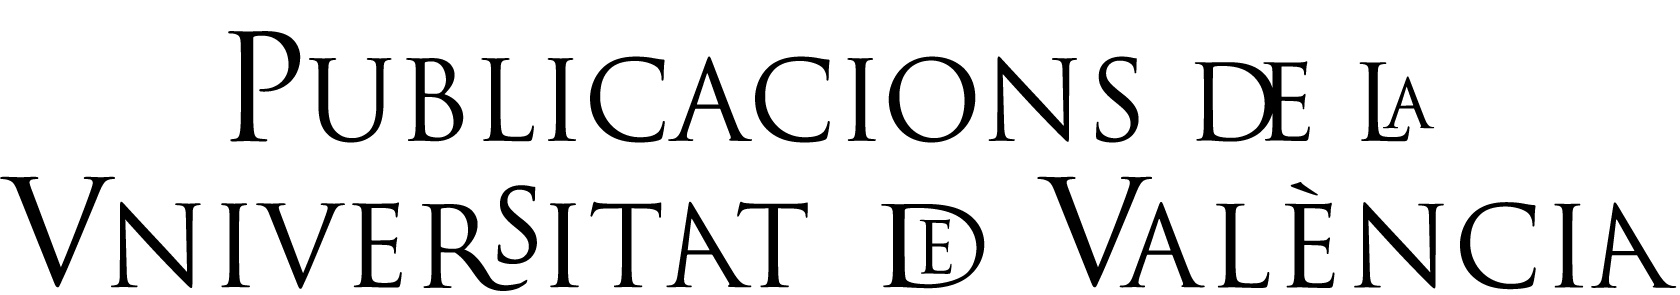 PUBLICACIONS DE LA
VNIVERSITAT DE VALÈNCIA